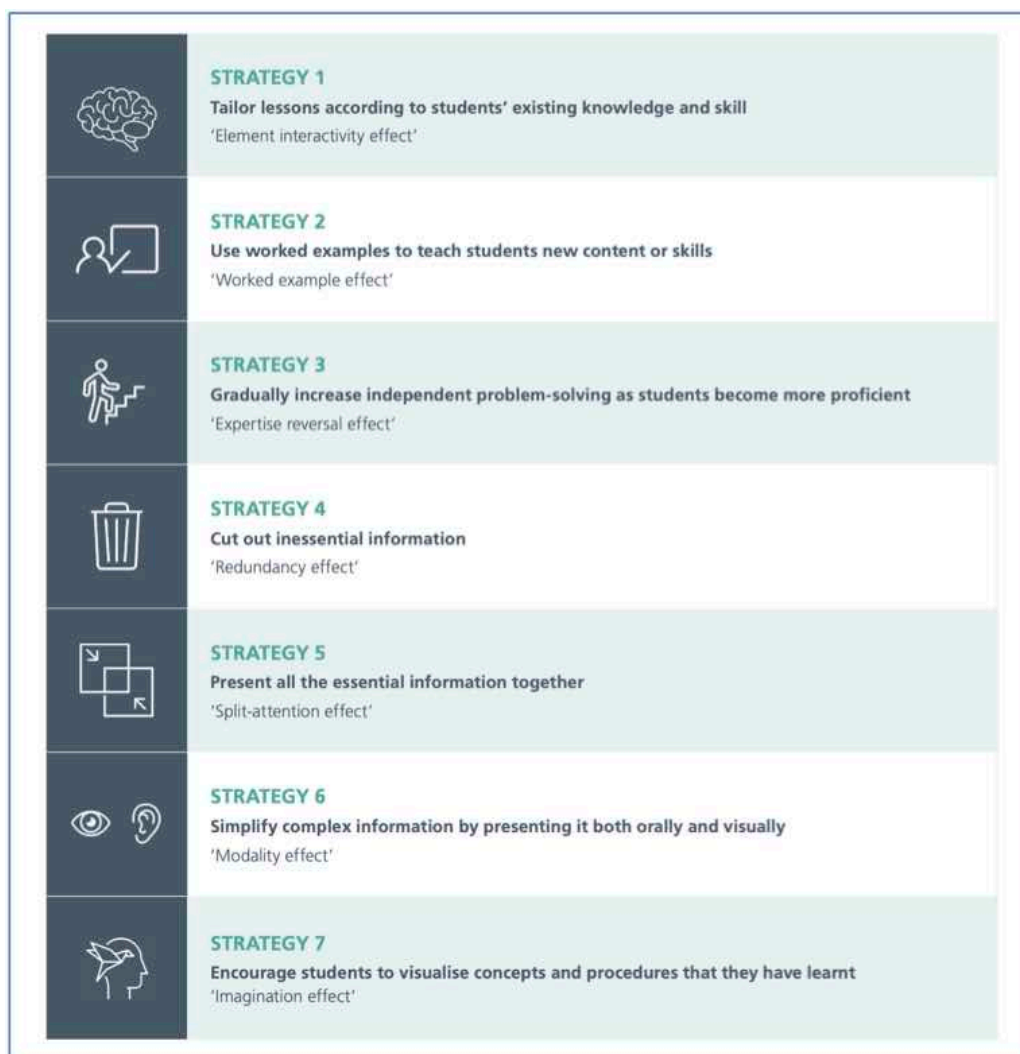 STRATEGY 1
Tailor lessons according to students’ existing knowledge and skill
‘Element interactivity effect’
STRATEGY 2
Use worked examples to teach students new content or skills
‘Worked example effect’
STRATEGY 3
Gradually increase independent problem-solving as students become more proficient
‘Expertise reversal effect’
STRATEGY 4
Cut out inessential information
‘Redundancy effect’
STRATEGY 5
Present all the essential information together
‘Split-attention effect’
STRATEGY 6
Simplify complex information by presenting it both orally and visually
‘Modality effect’
STRATEGY 7
Encourage students to visualise concepts and procedures that they have learnt
‘Imagination effect’